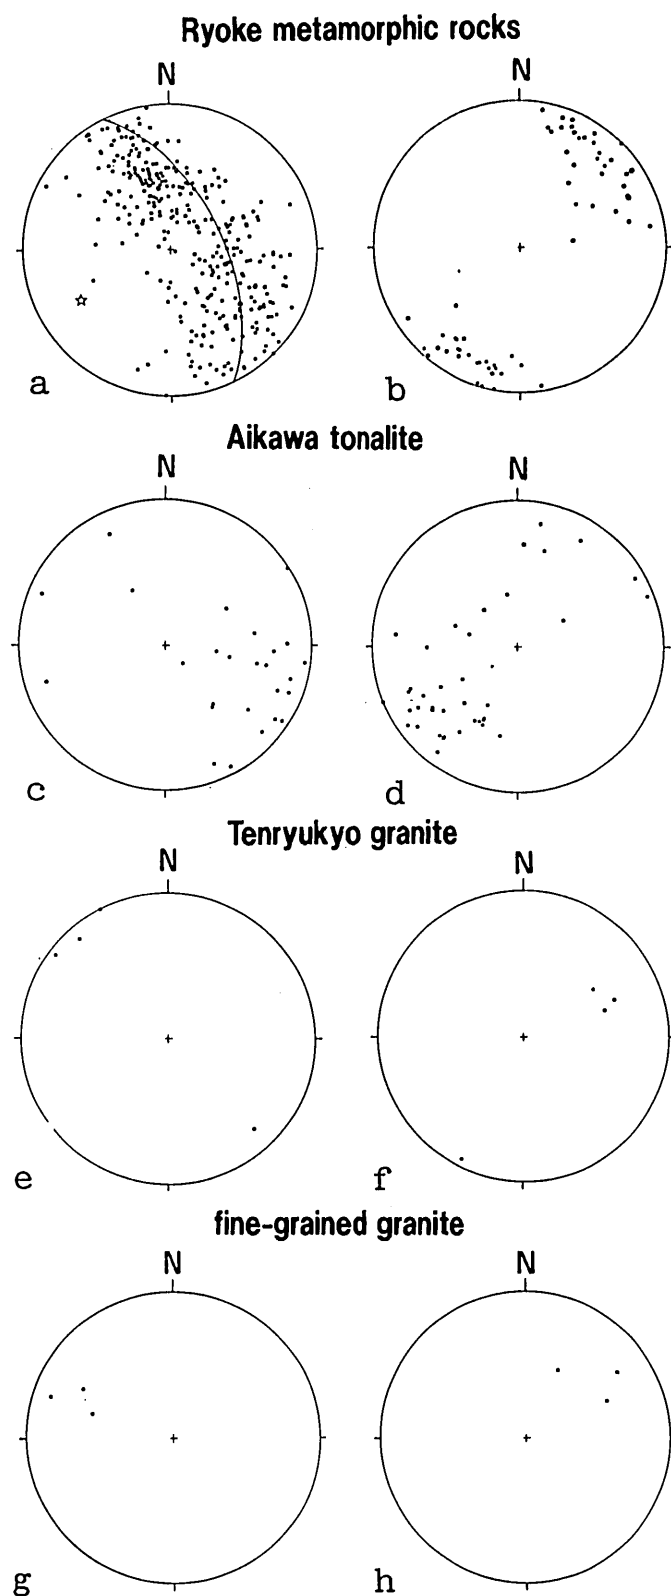 Ryoke metamorphic rocks
N N
a b
Aikawa tonalite
N N
c d
Tenryukyo granite
N N
e f
fine-grained granite
N N
g h